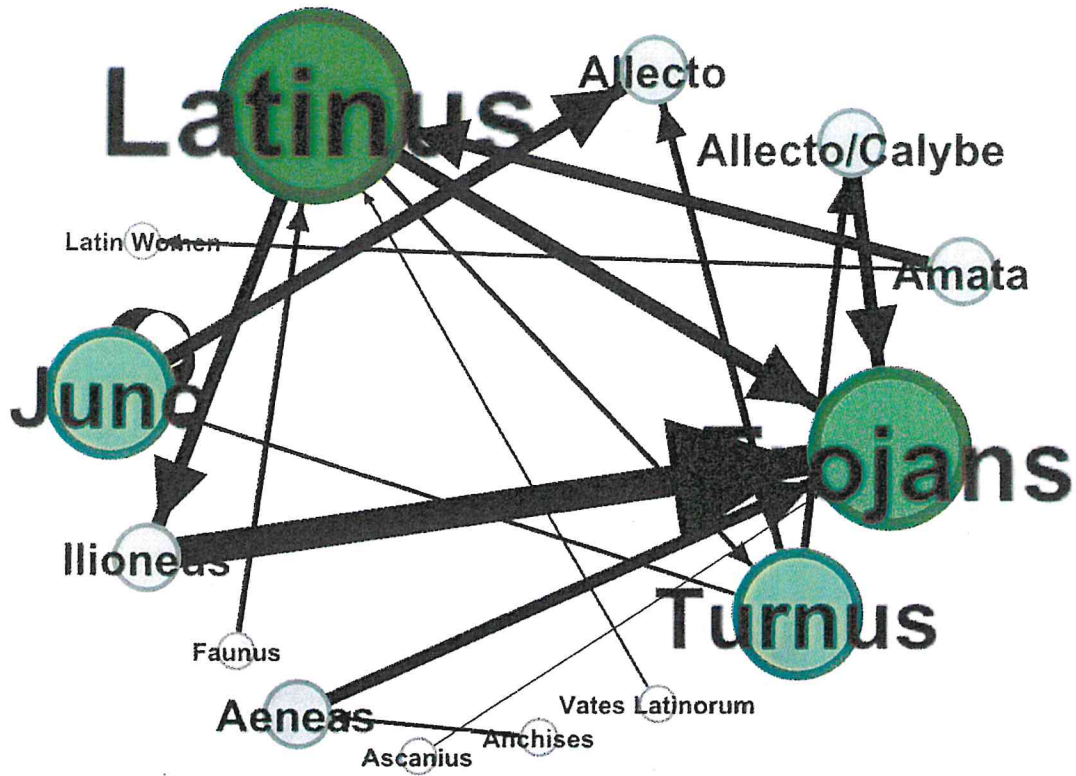 Latinus
Allecto
Allecto/Calybe
Latin Women
Amata
Juno
Trojans
Ilioneus
Turnus
Faunus
Aeneas
Vates Latinorum
Anchises
Ascanius